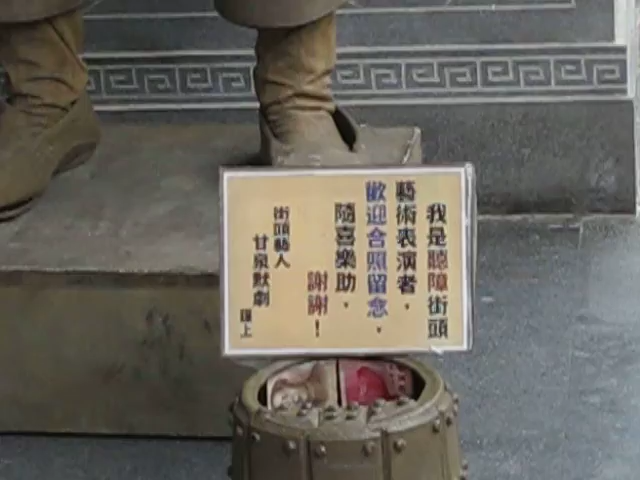 我是聽障街頭
藝術表演者，
歡迎合照留念，
隨喜樂助，
謝謝！
街頭藝人
甘泉默劇
謹上